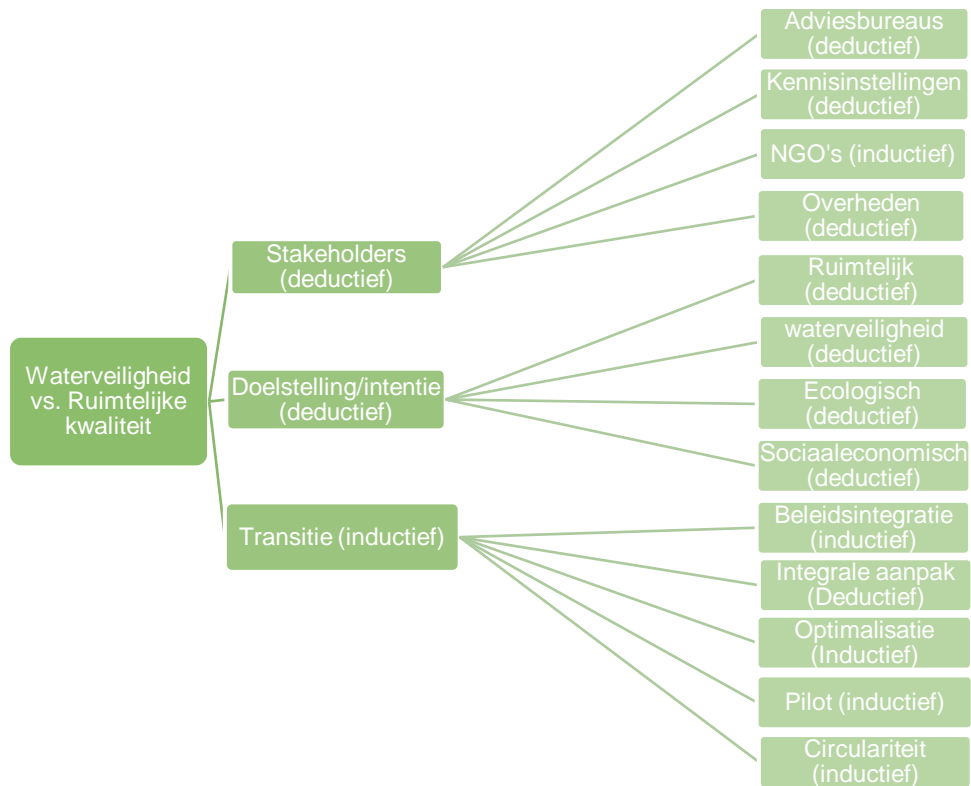 Waterveiligheid
vs. Ruimtelijke
kwaliteit
Stakeholders
(deductief)
Adviesbureaus
(deductief)
Kennisinstellingen
(deductief)
NGO's (inductief)
Overheden
(deductief)
Doelstelling/intentie
(deductief)
Ruimtelijk
(deductief)
waterveiligheid
(deductief)
Ecologisch
(deductief)
Sociaaleconomisch
(deductief)
Transitie (inductief)
Beleidsintegratie
(inductief)
Integrale aanpak
(Deductief)
Optimalisatie
(Inductief)
Pilot (inductief)
Circulariteit
(inductief)